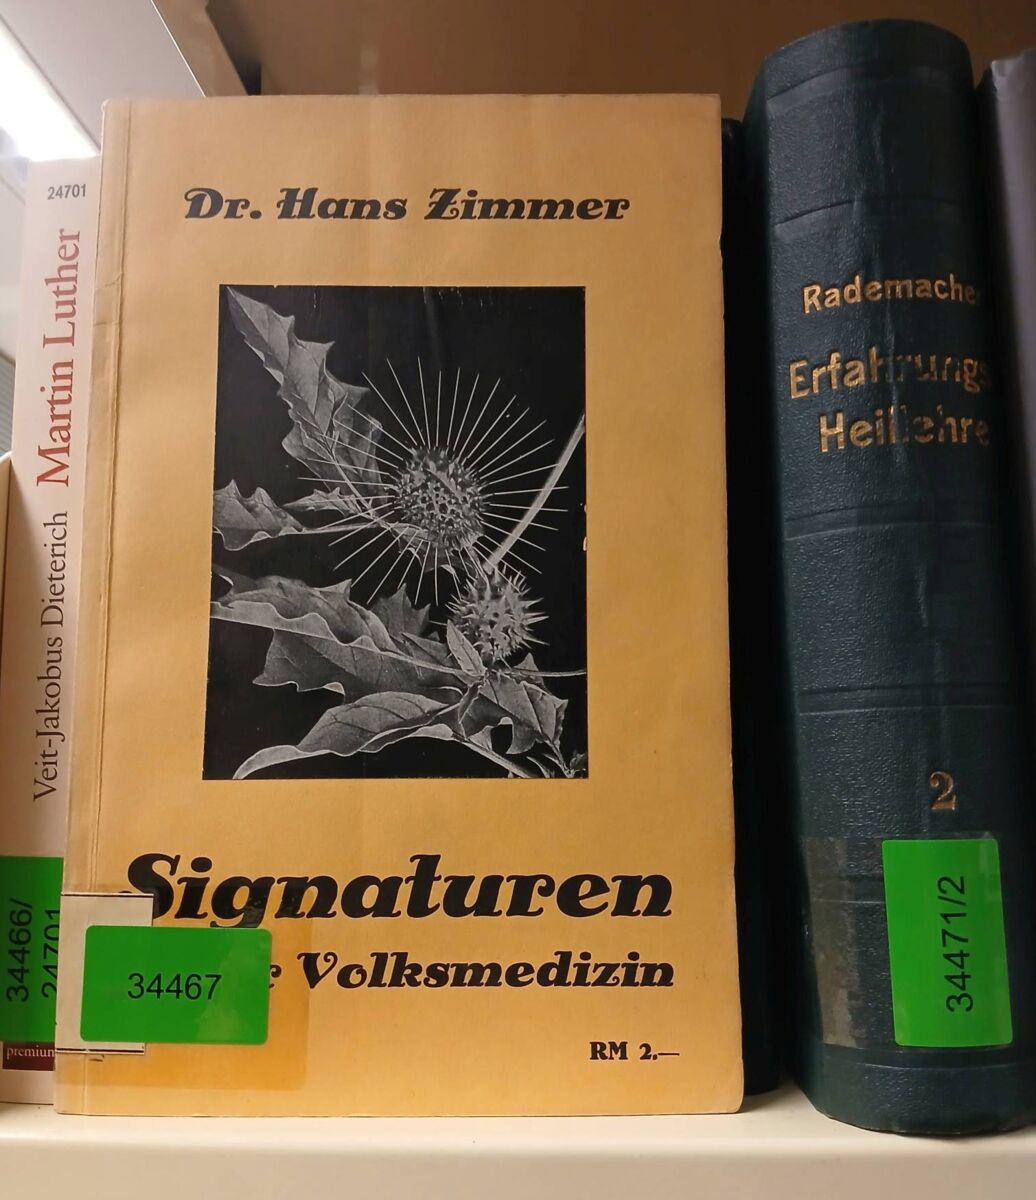 24701
Martin Luther
Veit-Jakobus Dieterich
34466/
24701
premium
Dr. Hans Zimmer
Signaturen
Volksmedizin
34467
RM 2.—
Rademacher
Erfahrungs
Heillehre
2
34471/2